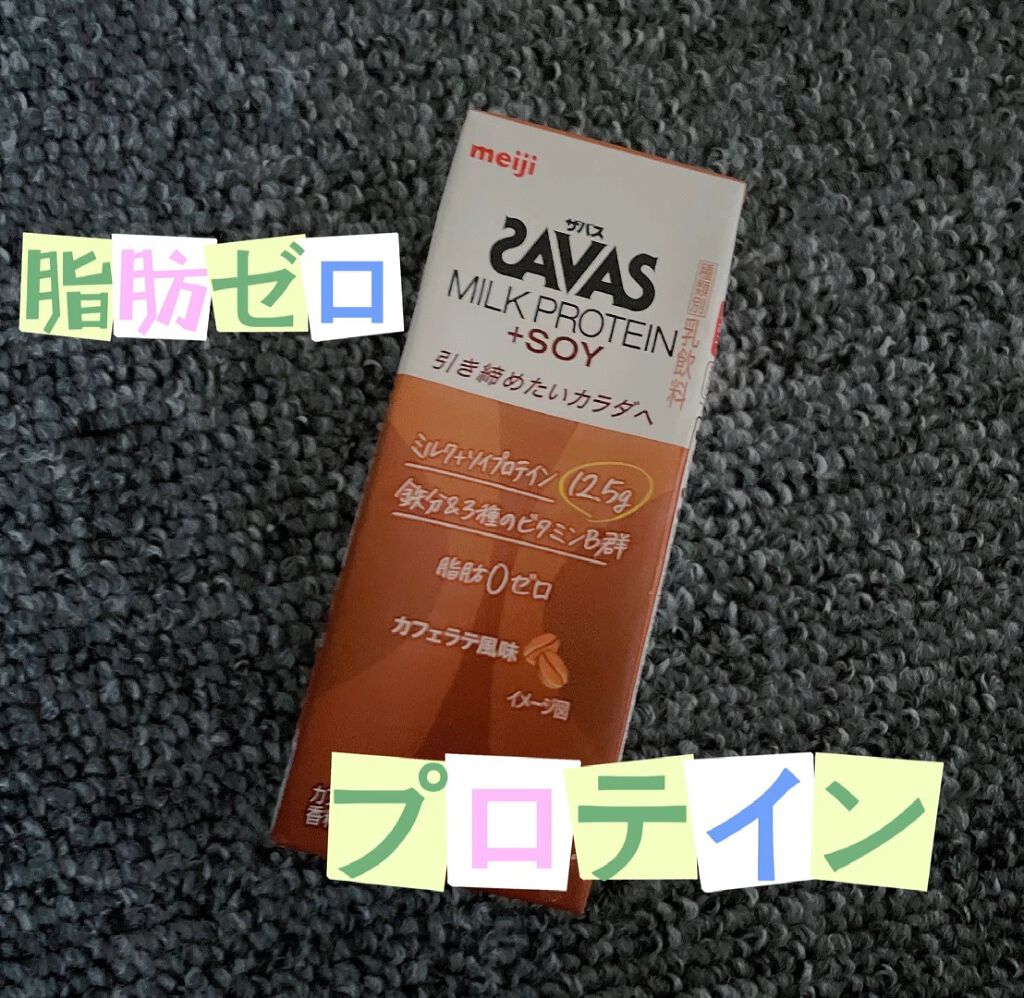 meiji
ザバス
SAVAS
MILK PROTEIN
+SOY
種類別 乳飲料
引き締めたいカラダへ
脂肪ゼロ
ミルク+ソイプロテイン 12.5g
鉄分&3種のビタミンB群
脂肪0ゼロ
カフェラテ風味
イメージ図
プロテイン